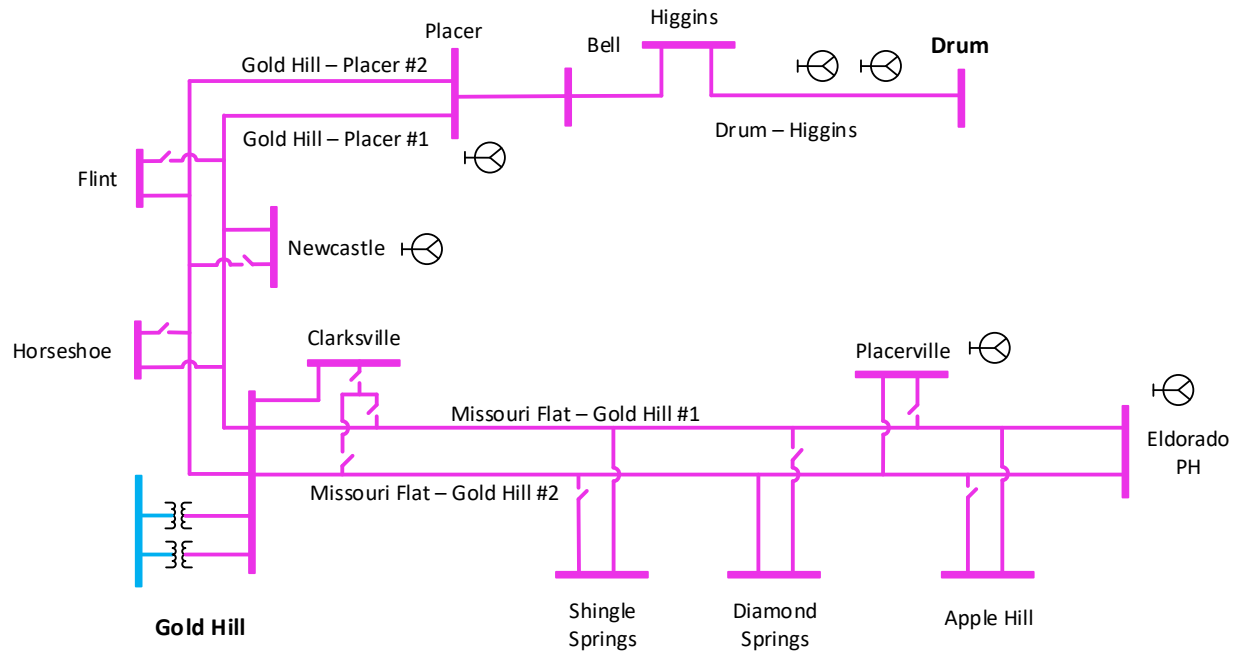 Higgins
Placer
Bell
Drum
Gold Hill – Placer #2
Gold Hill – Placer #1
Drum – Higgins
Flint
Newcastle
Horseshoe
Clarksville
Placerville
Missouri Flat – Gold Hill #1
Eldorado
PH
Missouri Flat – Gold Hill #2
Gold Hill
Shingle
Springs
Diamond
Springs
Apple Hill